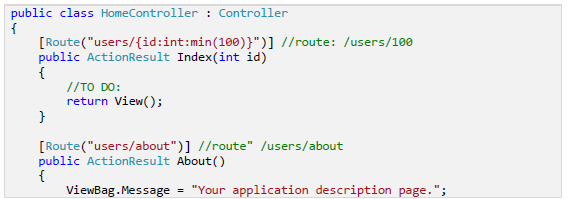 public class HomeController : Controller
{
    [Route("users/{id:int:min(100)}")] //route: /users/100
    public ActionResult Index(int id)
    {
        //TO DO:
        return View();
    }

    [Route("users/about")] //route" /users/about
    public ActionResult About()
    {
        ViewBag.Message = "Your application description page.";